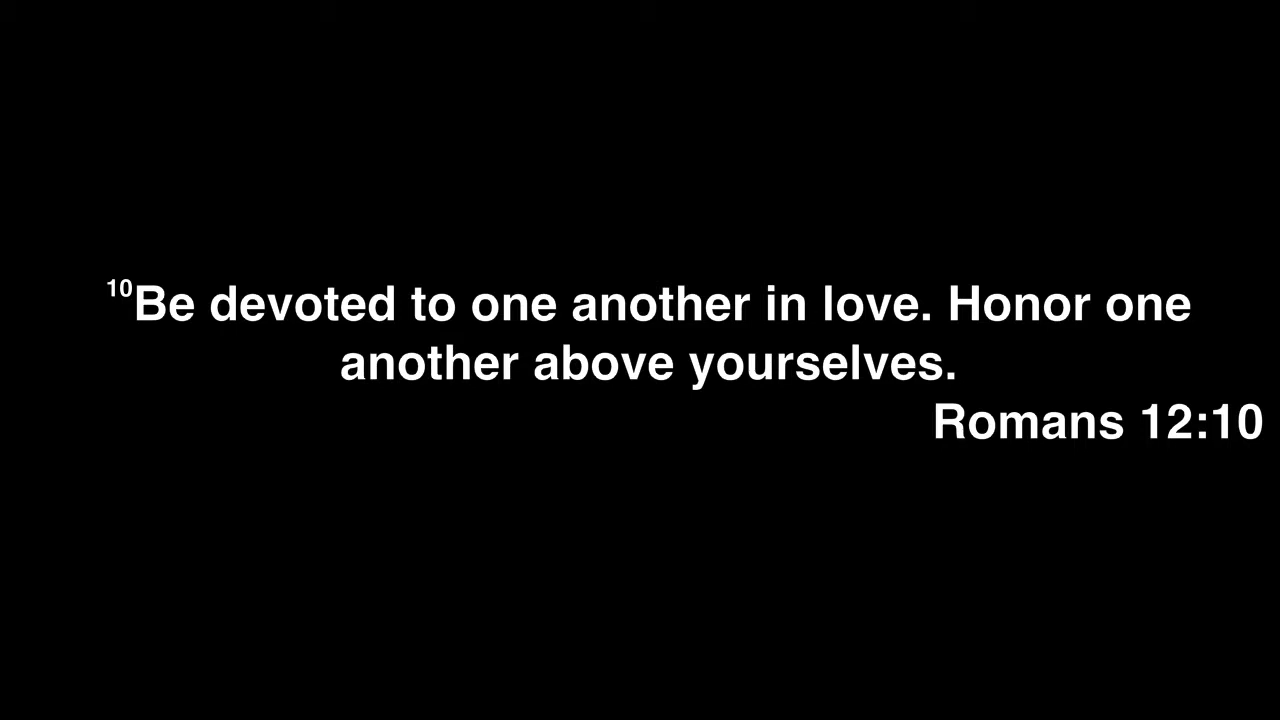 10Be devoted to one another in love. Honor one
another above yourselves.
Romans 12:10